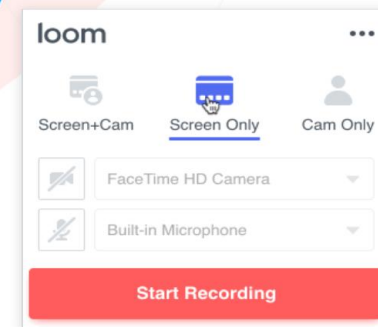 loom
Screen+Cam Screen Only Cam Only
FaceTime HD Camera
Built-in Microphone
Start Recording